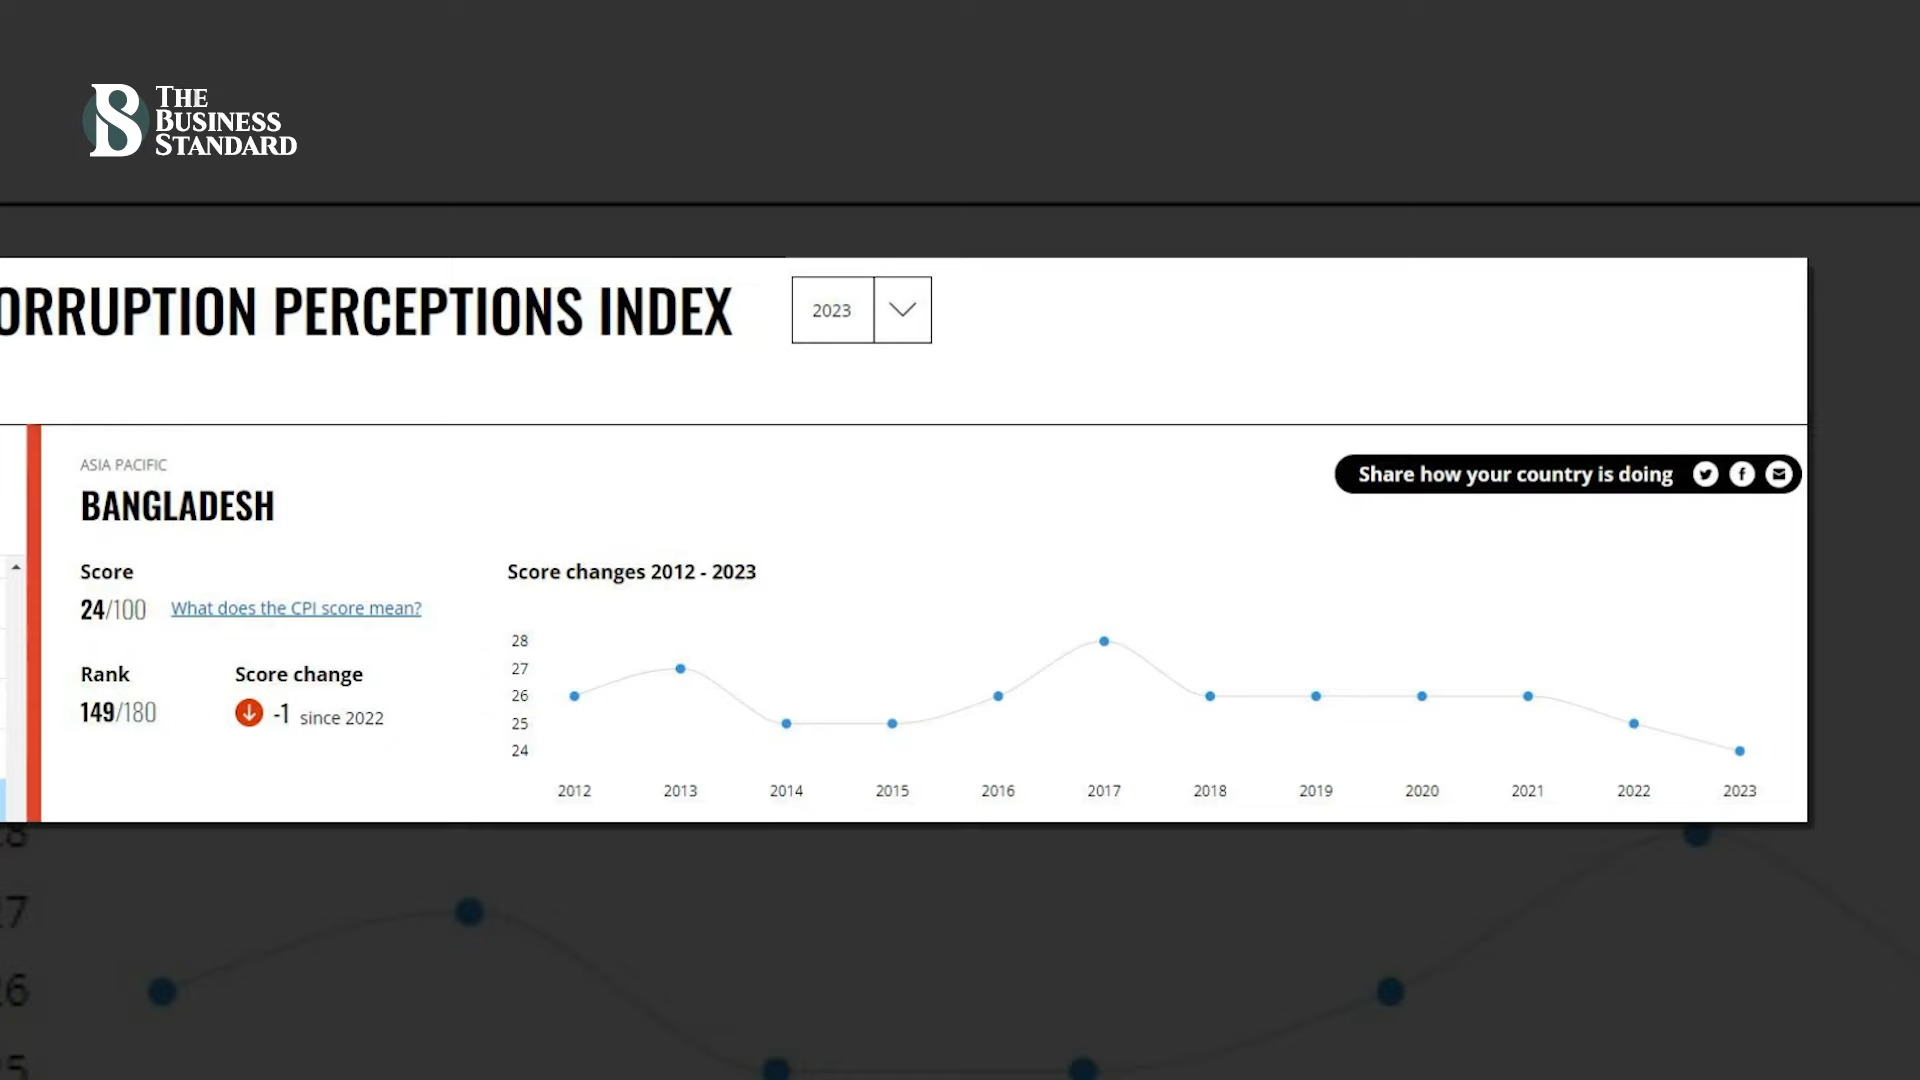 THE
BUSINESS
STANDARD
ORRUPTION PERCEPTIONS INDEX
2023
ASIA PACIFIC
BANGLADESH
Share how your country is doing
Score
24/100 What does the CPI score mean?
Rank
149/180
Score change
-1 since 2022
Score changes 2012 - 2023
28
27
26
25
24
2012 2013 2014 2015 2016 2017 2018 2019 2020 2021 2022 2023